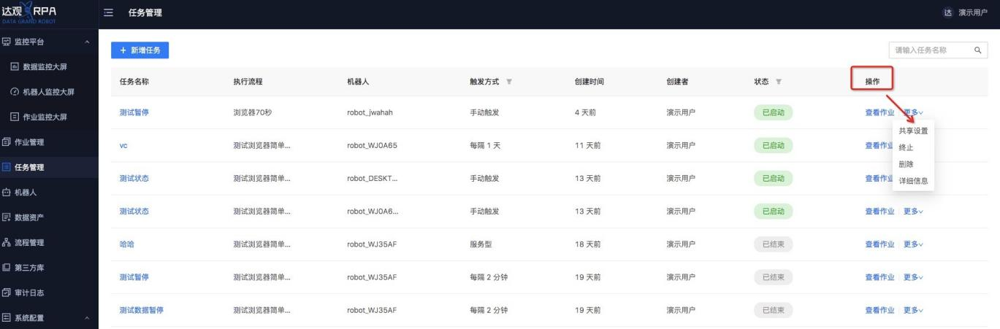 达观 RPA
DATA GRAND ROBOT
任务管理
达 演示用户
监控平台
数据监控大屏
机器人监控大屏
作业监控大屏
作业管理
任务管理
机器人
数据资产
流程管理
第三方库
审计日志
系统配置
+ 新增任务
请输入任务名称
任务名称 执行流程 机器人 触发方式 创建时间 创建者 状态 操作
测试暂停 浏览器70秒 robot_jwahah 手动触发 4 天前 演示用户 已启动 查看作业 更多
共享设置
vc 测试浏览器简单... robot_WJ0A65 每隔 1 天 11 天前 演示用户 已启动 查看作业
终止
删除
测试状态 测试浏览器简单... robot_DESKT... 手动触发 13 天前 演示用户 已启动 查看作业
详细信息
测试状态 测试浏览器简单... robot_WJ0A6... 手动触发 13 天前 演示用户 已启动 查看作业 更多
哈哈 测试浏览器简单... robot_WJ35AF 服务型 18 天前 演示用户 已结束 查看作业 更多
测试暂停 测试浏览器简单... robot_WJ35AF 每隔 2 分钟 19 天前 演示用户 已结束 查看作业 更多
测试数据暂停 测试浏览器简单... robot_WJ35AF 每隔 2 分钟 19 天前 演示用户 已结束 查看作业 更多